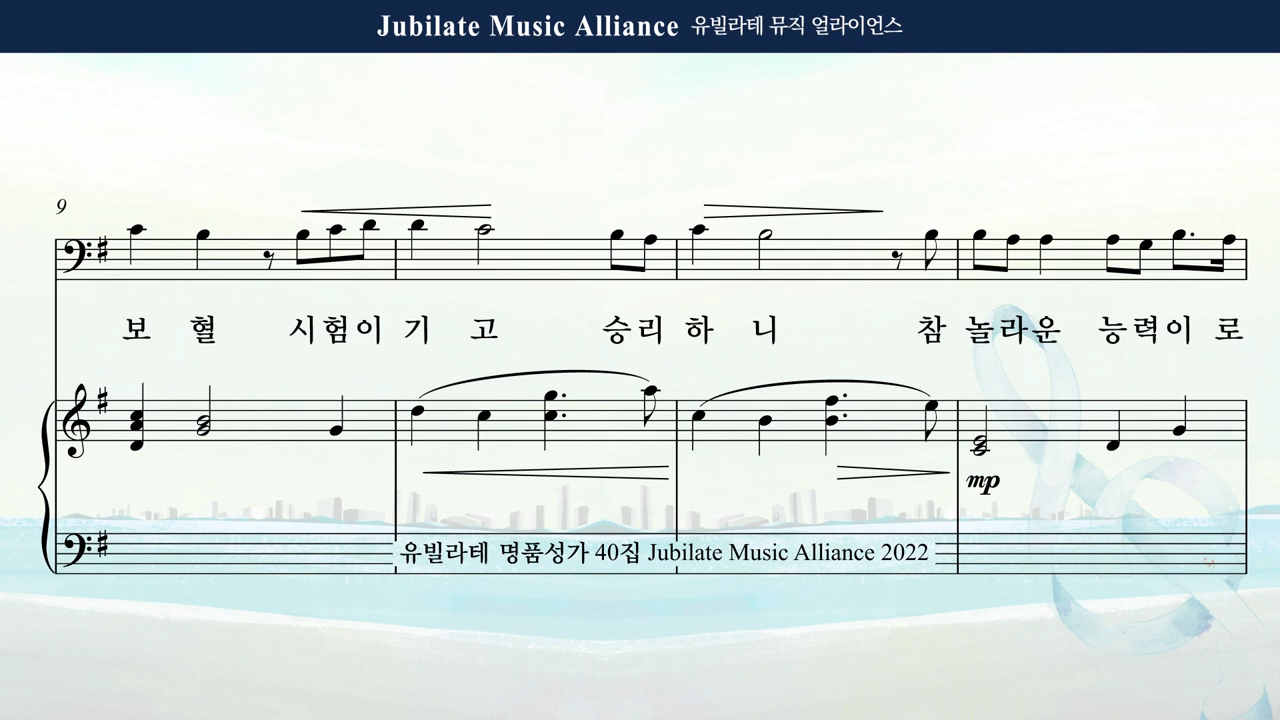 Jubilate Music Alliance 유빌라테 뮤직 얼라이언스
9
보 혈 시험이 기 고 승리 하 니 참 놀라운 능력이 로
mp
유빌라테 명품성가 40집 Jubilate Music Alliance 2022